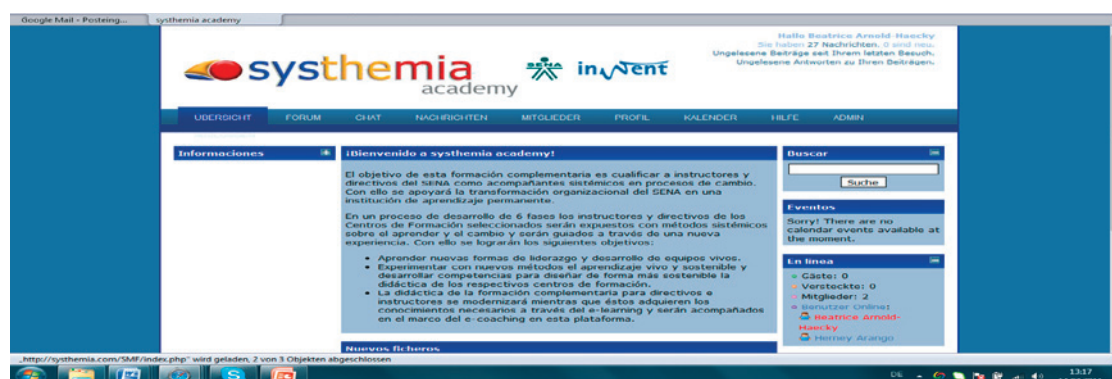 Google Mail - Posteing...
systhemia academy
Hallo Beatrice Arnold-Haecky
Sie haben 27 Nachrichten, 0 sind neu.
Ungelesene Beiträge seit Ihrem letzten Besuch.
Ungelesene Antworten zu Ihren Beiträgen.
systhemia
academy
inwent
ÜBERSICHT FORUM CHAT NACHRICHTEN MITGLIEDER PROFIL KALENDER HILFE ADMIN
Informaciones
¡Bienvenido a systhemia academy!
El objetivo de esta formación complementaria es cualificar a instructores y
directivos del SENA como acompañantes sistémicos en procesos de cambio.
Con ello se apoyará la transformación organizacional del SENA en una
institución de aprendizaje permanente.
En un proceso de desarrollo de 6 fases los instructores y directivos de los
Centros de Formación seleccionados serán expuestos con métodos sistémicos
sobre el aprender y el cambio y serán guiados a través de una nueva
experiencia. Con ello se lograrán los siguientes objetivos:
• Aprender nuevas formas de liderazgo y desarrollo de equipos vivos.
• Experimentar con nuevos métodos el aprendizaje vivo y sostenible y
desarrollar competencias para diseñar de forma más sostenible la
didáctica de los respectivos centros de formación.
• La didáctica de la formación complementaria para directivos e
instructores se modernizará mientras que éstos adquieren los
conocimientos necesarios a través del e-learning y serán acompañados
en el marco del e-coaching en esta plataforma.
Nuevos ficheros
Buscar
Suche
Eventos
Sorry! There are no
calendar events available at
the moment.
En línea
Gäste: 0
Versteckte: 0
Mitglieder: 2
Benutzer Online:
Beatrice Arnold-
Haecky
Herney Arango
„http://systhemia.com/SMF/index.php“ wird geladen, 2 von 3 Objekten abgeschlossen
DE
13:17